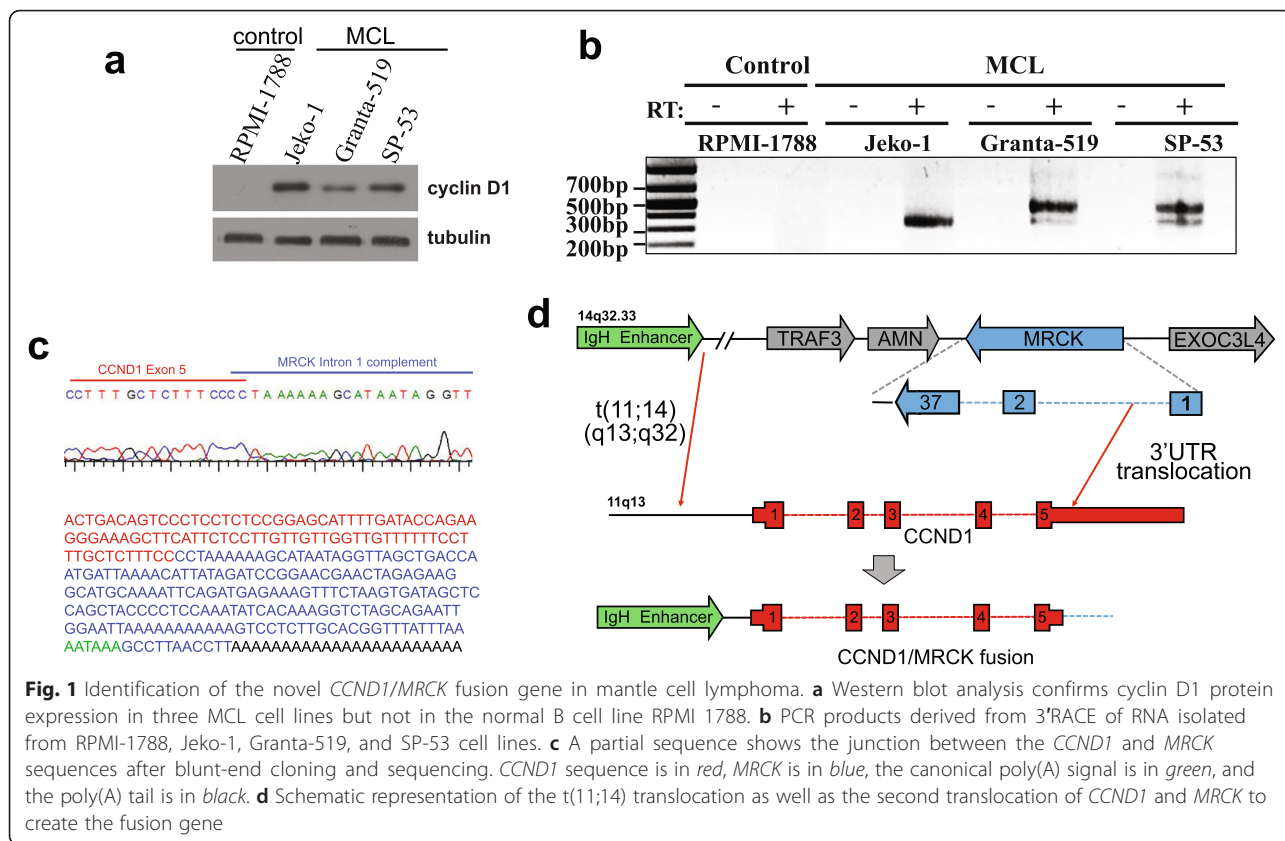 a
control MCL
RPMI-1788 Jeko-1 Granta-519 SP-53
cyclin D1
tubulin
b
Control MCL
RT: - + - + - + - +
RPMI-1788 Jeko-1 Granta-519 SP-53
700bp
500bp
300bp
200bp
c
CCND1 Exon 5 MRCK Intron 1 complement
CCTTTGCTCTTTCCCCTAAAAAAGCATAATAGGTT
ACTGACAGTCCCTCCTCTCCGGAGCATTTTGATACCAGAA
GGGAAAGCTTCATTCTCCTTGTTGTTGGTTGTTTTTTCCT
TTGCTCTTTCCCCTAAAAAAGCATAATAGGTTAGCTGACCA
ATGATTAAAACATTATAGATCCGGAACGAACTAGAGAAG
GCATGCAAAATTCAGATGAGAAAGTTTCTAAGTGATAGCTC
CAGCTACCCCTCCAAATATCACAAAGGTCTAGCAGAATT
GGAATTAAAAAAAAAAAGTCCTCTTGCACGGTTTATTTAA
AATAAAGCCTTAACCTTAAAAAAAAAAAAAAAAAAAAAA
d
14q32.33
IgH Enhancer TRAF3 AMN MRCK EXOC3L4
37 2 1
t(11;14)
(q13;q32)
3'UTR
translocation
11q13
1 2 3 4 5
CCND1
IgH Enhancer 1 2 3 4 5
CCND1/MRCK fusion
Fig. 1 Identification of the novel CCND1/MRCK fusion gene in mantle cell lymphoma. a Western blot analysis confirms cyclin D1 protein
expression in three MCL cell lines but not in the normal B cell line RPMI 1788. b PCR products derived from 3'RACE of RNA isolated
from RPMI-1788, Jeko-1, Granta-519, and SP-53 cell lines. c A partial sequence shows the junction between the CCND1 and MRCK
sequences after blunt-end cloning and sequencing. CCND1 sequence is in red, MRCK is in blue, the canonical poly(A) signal is in green, and
the poly(A) tail is in black. d Schematic representation of the t(11;14) translocation as well as the second translocation of CCND1 and MRCK to
create the fusion gene